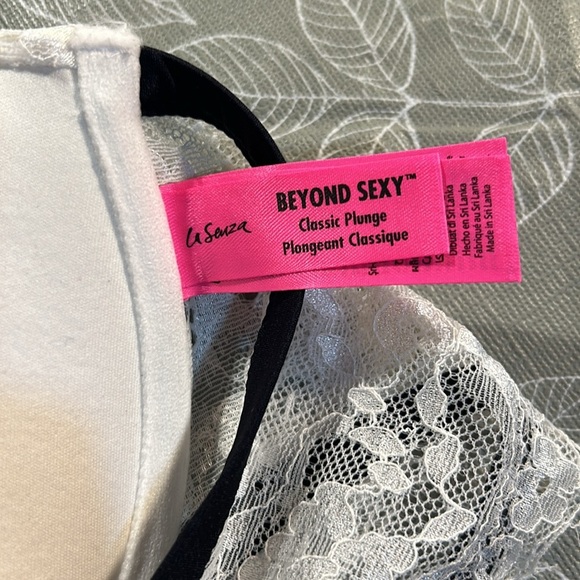 La Senza
BEYOND SEXY™
Classic Plunge
Plongeant Classique
Hecho en Sri Lanka
Fabriqué au Sri Lanka
Made in Sri Lanka